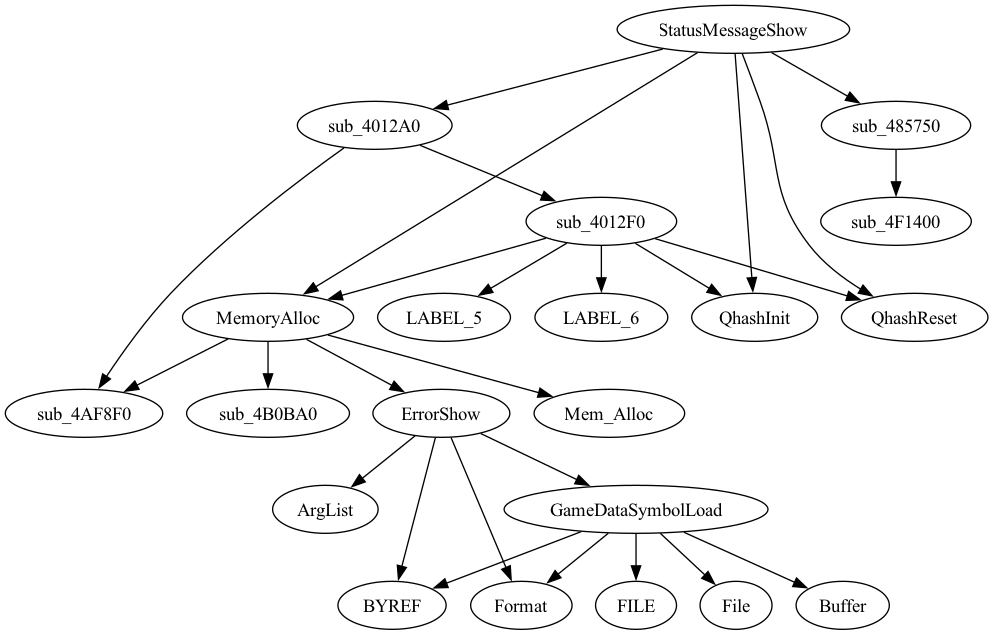 StatusMessageShow
sub_4012A0
sub_485750
sub_4012F0
sub_4F1400
MemoryAlloc
LABEL_5
LABEL_6
QhashInit
QhashReset
sub_4AF8F0
sub_4B0BA0
ErrorShow
Mem_Alloc
ArgList
GameDataSymbolLoad
BYREF
Format
FILE
File
Buffer